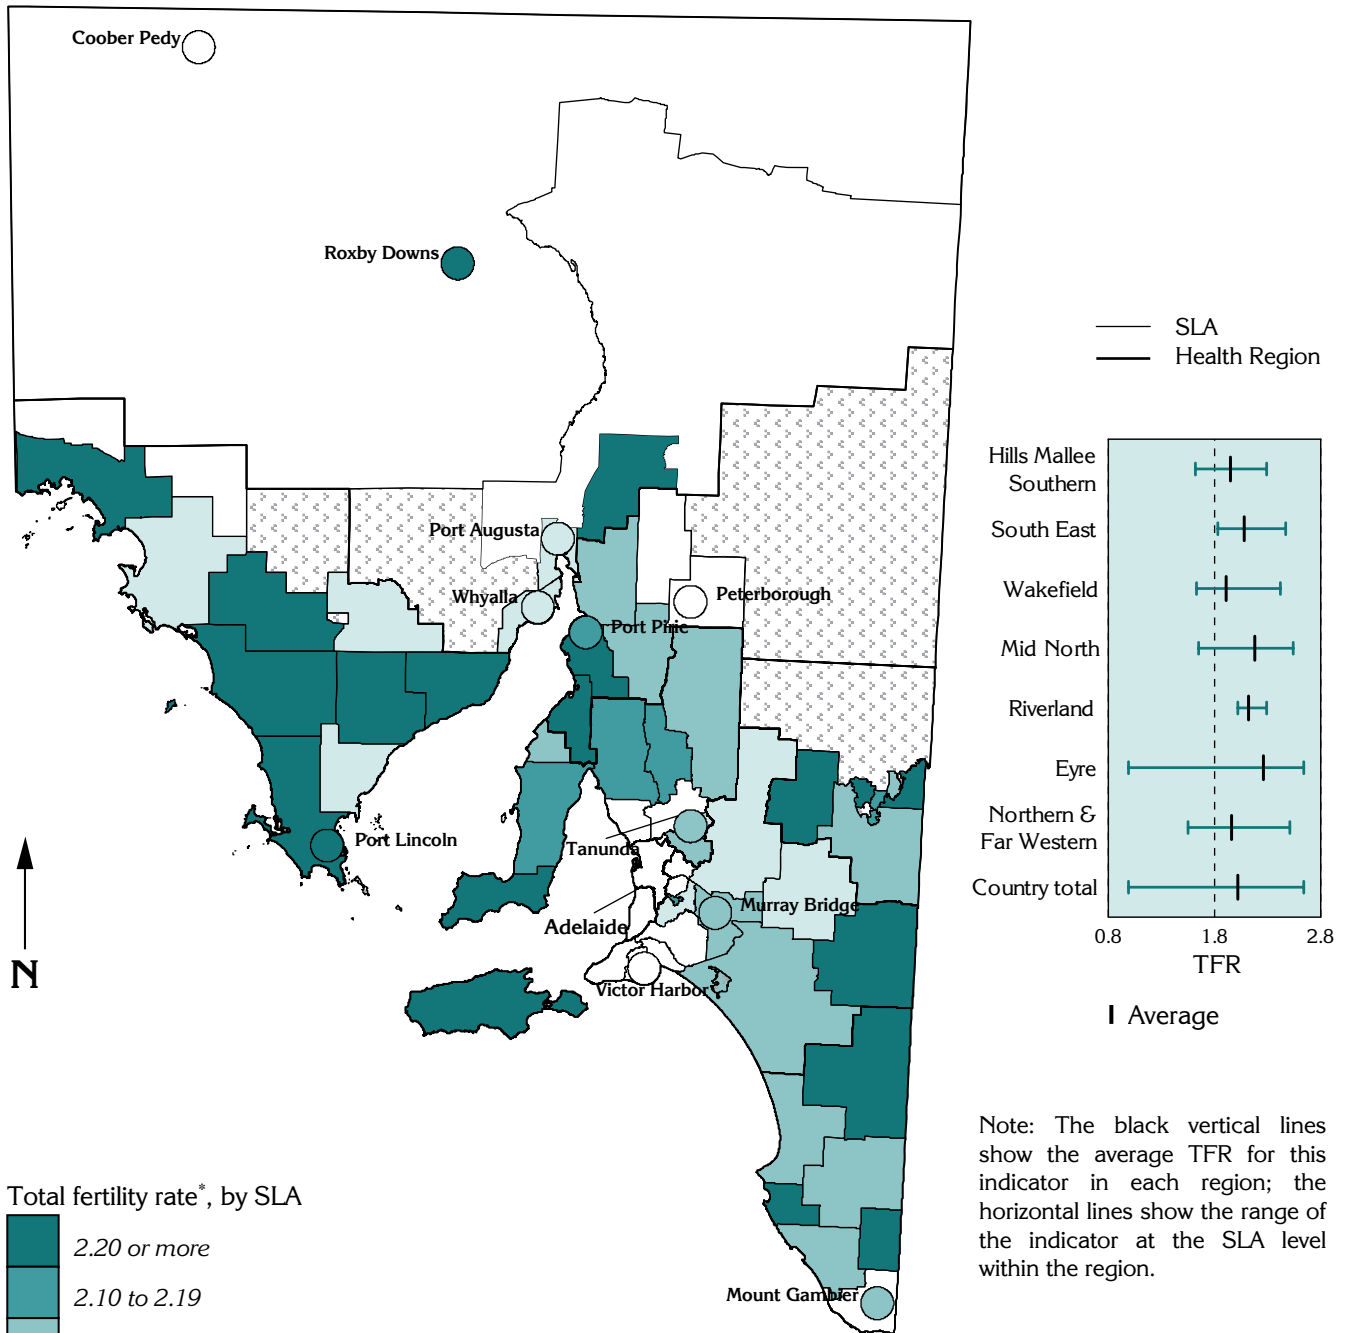 Coober Pedy
Roxby Downs
SLA
Health Region
Hills Mallee
Southern
South East
Port Augusta
Whyalla
Peterborough
Wakefield
Port Pirie
Mid North
Riverland
Eyre
Northern &
Far Western
Port Lincoln
Tanunda
Country total
Murray Bridge
Adelaide
0.8 1.8 2.8
TFR
N
Victor Harbor
Average
Note: The black vertical lines
show the average TFR for this
indicator in each region; the
horizontal lines show the range of
the indicator at the SLA level
within the region.
Total fertility rate*, by SLA
2.20 or more
2.10 to 2.19
Mount Gambier